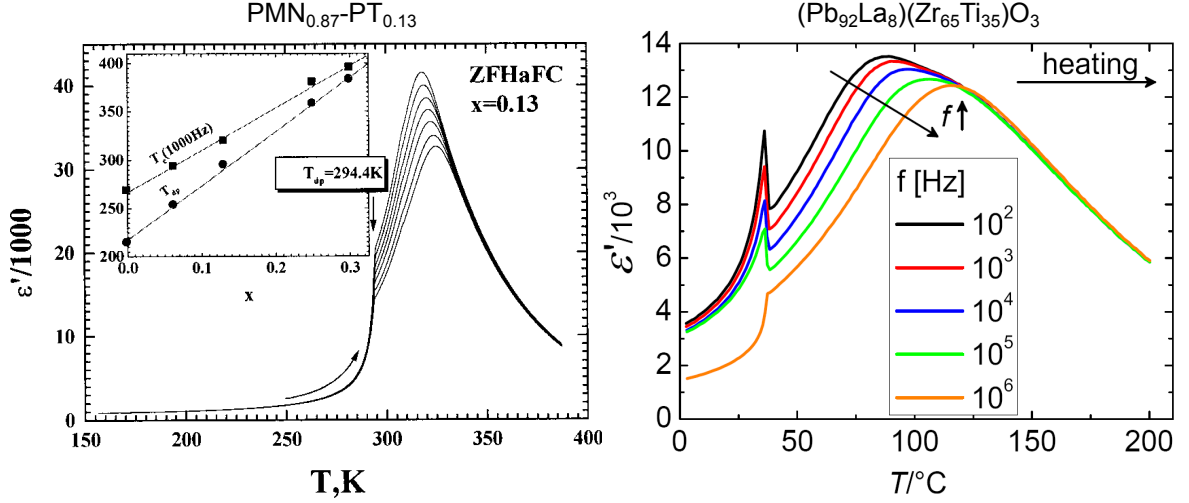 PMN0.87-PT0.13
ZFHaFC
x=0.13
Tdp=294.4K
ε'/1000
40
30
20
10
0
150
200
250
300
350
400
T,K
400
350
300
250
200
0.0
0.1
0.2
0.3
x
(1000Hz)
Tdp
(Pb92La8)(Zr65Ti35)O3
heating
f
f [Hz]
10²
10³
10⁴
10⁵
10⁶
ε'/10³
14
12
10
8
6
4
2
0
0
50
100
150
200
T/°C